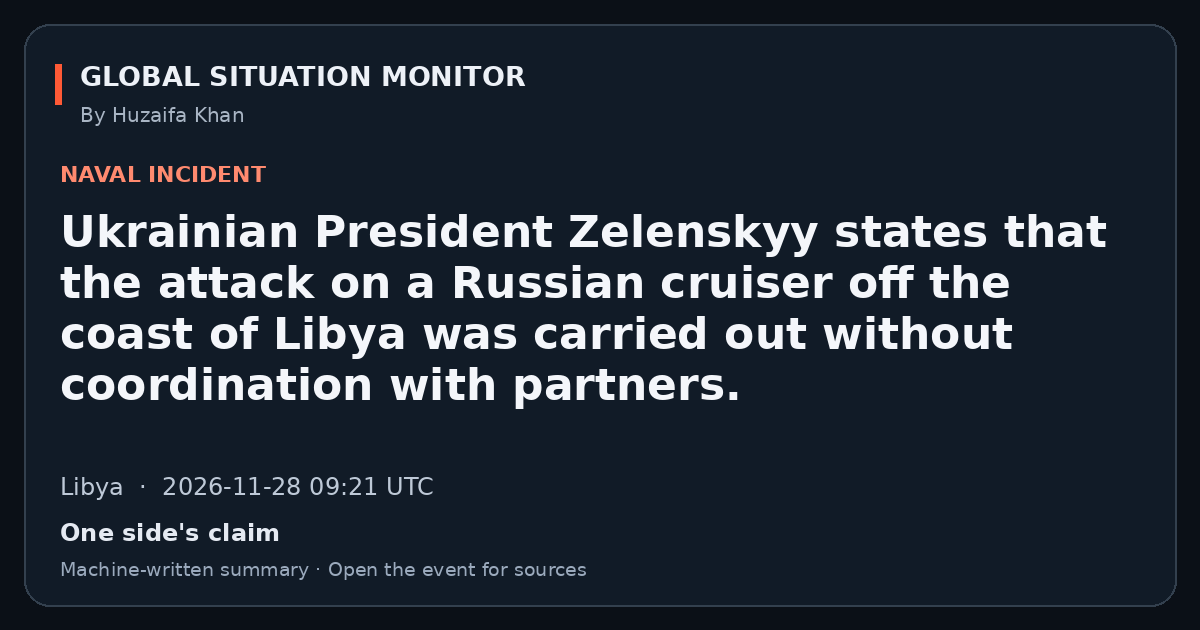 GLOBAL SITUATION MONITOR
By Huzaifa Khan
NAVAL INCIDENT
Ukrainian President Zelenskyy states that
the attack on a Russian cruiser off the
coast of Libya was carried out without
coordination with partners.
Libya · 2026-11-28 09:21 UTC
One side's claim
Machine-written summary · Open the event for sources